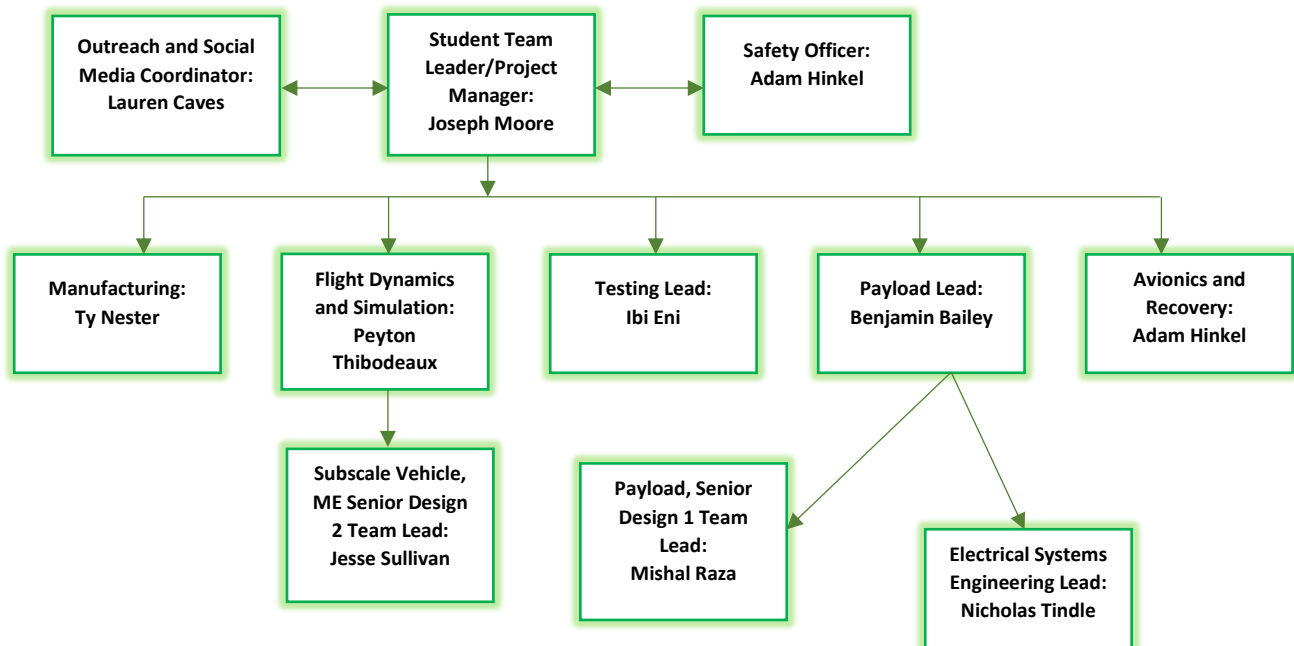 Outreach and Social
Media Coordinator:
Lauren Caves
Student Team
Leader/Project
Manager:
Joseph Moore
Safety Officer:
Adam Hinkel
Manufacturing:
Ty Nester
Flight Dynamics
and Simulation:
Peyton
Thibodeaux
Testing Lead:
Ibi Eni
Payload Lead:
Benjamin Bailey
Avionics and
Recovery:
Adam Hinkel
Subscale Vehicle,
ME Senior Design
2 Team Lead:
Jesse Sullivan
Payload, Senior
Design 1 Team
Lead:
Mishal Raza
Electrical Systems
Engineering Lead:
Nicholas Tindle